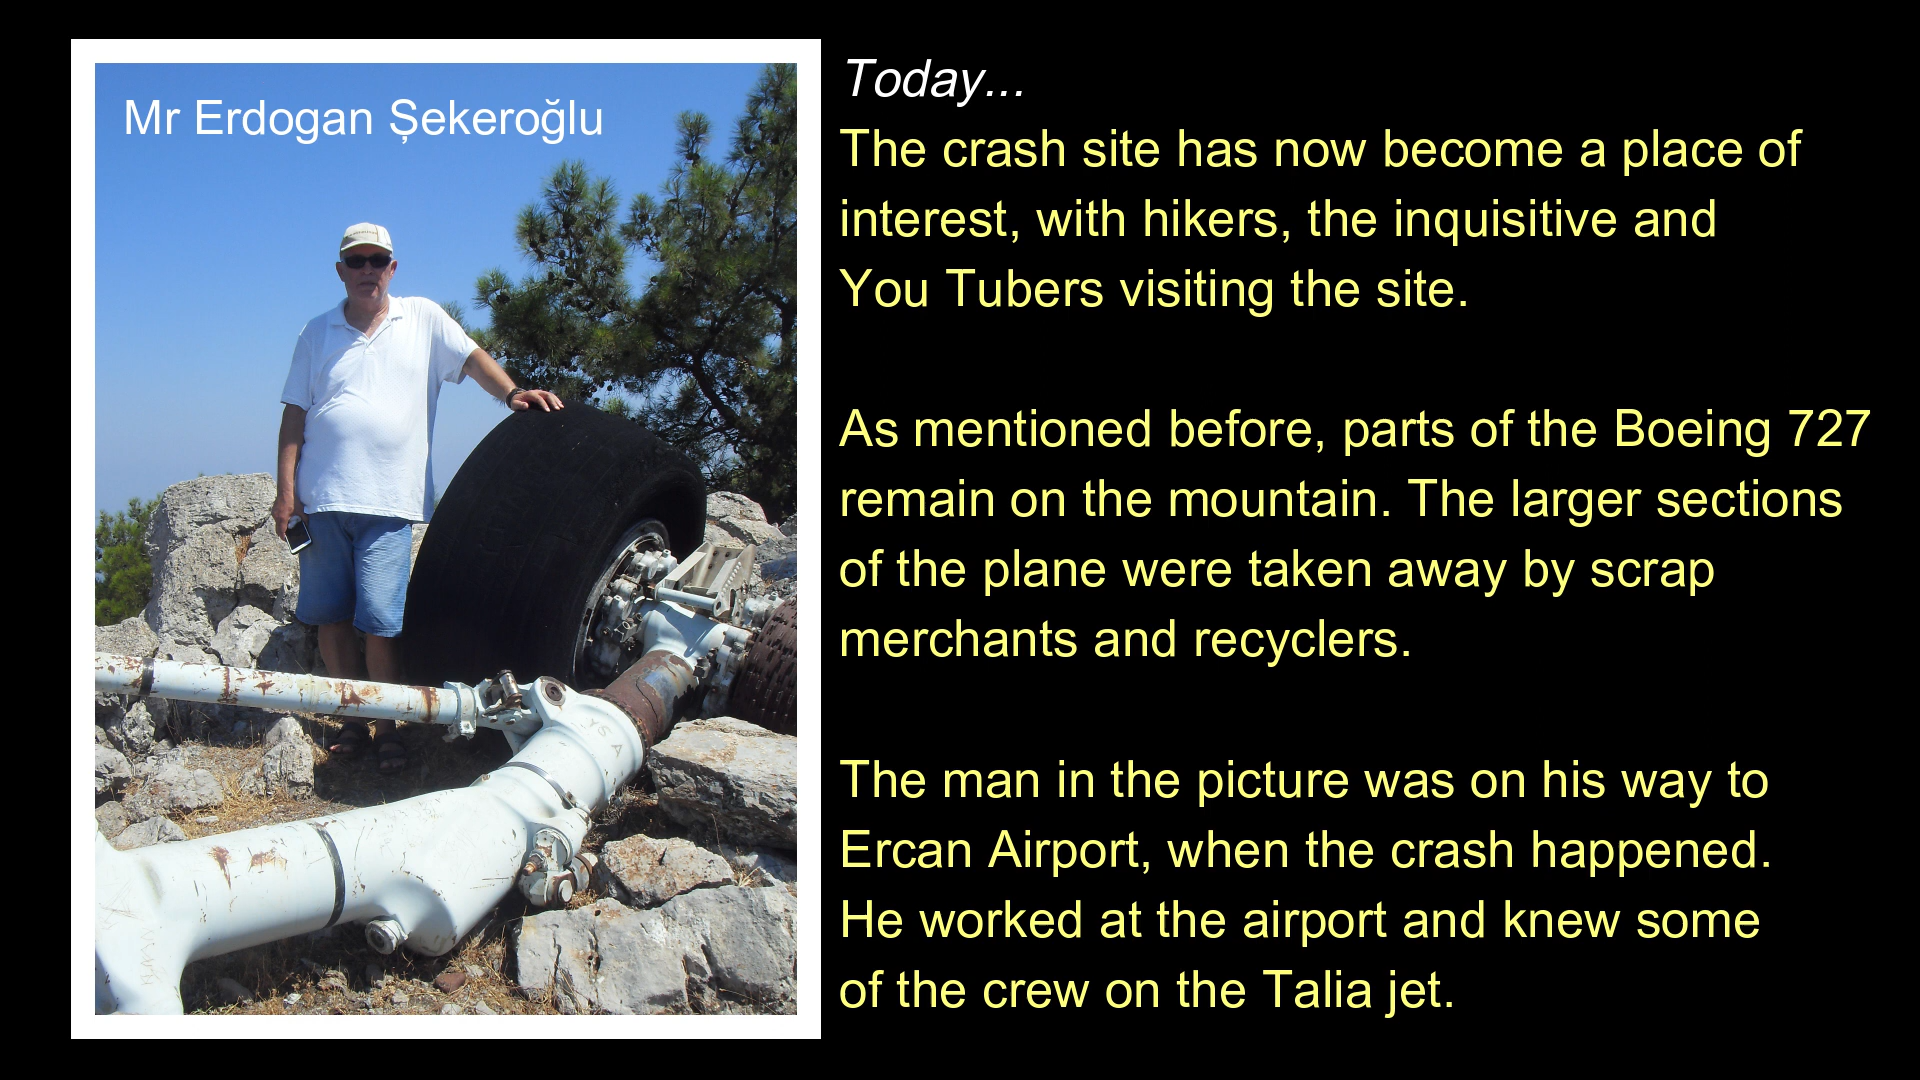 Mr Erdogan Şekeroğlu
Today...
The crash site has now become a place of
interest, with hikers, the inquisitive and
You Tubers visiting the site.
As mentioned before, parts of the Boeing 727
remain on the mountain. The larger sections
of the plane were taken away by scrap
merchants and recyclers.
The man in the picture was on his way to
Ercan Airport, when the crash happened.
He worked at the airport and knew some
of the crew on the Talia jet.